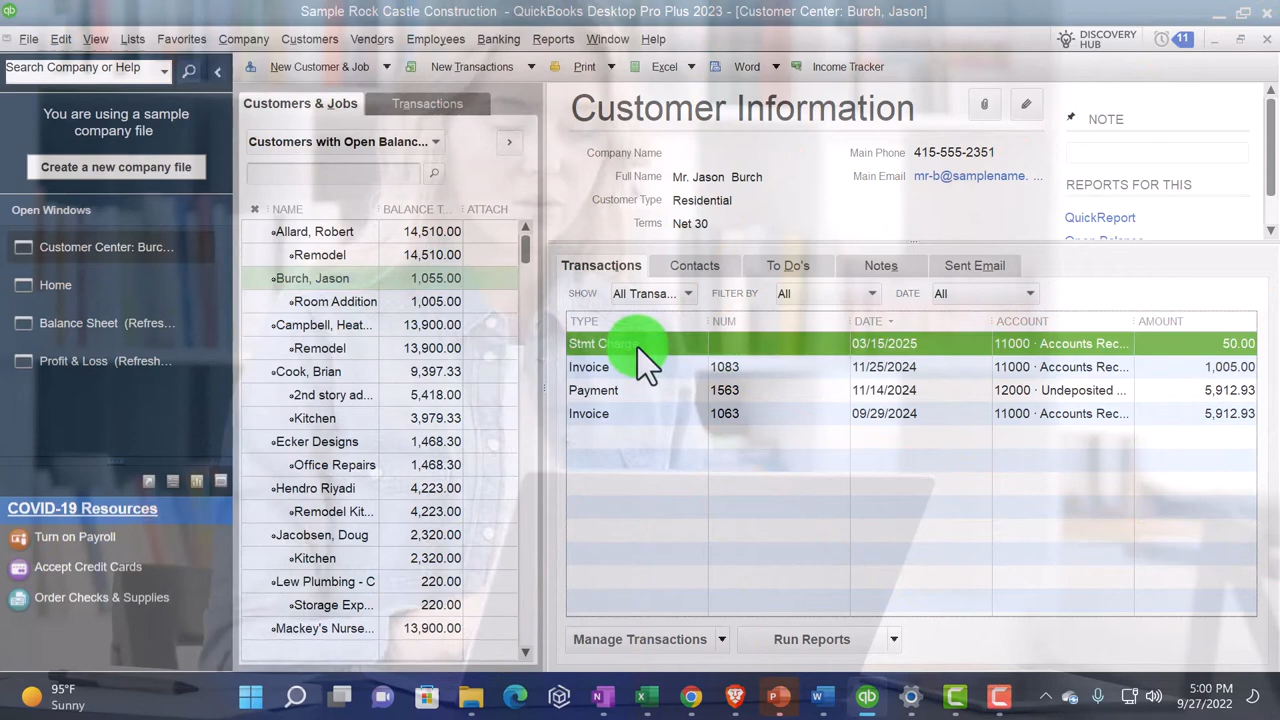 Sample Rock Castle Construction - QuickBooks Desktop Pro Plus 2023 - [Customer Center: Burch, Jason]
File Edit View Lists Favorites Company Customers Vendors Employees Banking Reports Window Help
DISCOVERY HUB 11
Search Company or Help
New Customer & Job New Transactions Print Excel Word Income Tracker
You are using a sample
company file
Create a new company file
Open Windows
Customer Center: Burc...
Home
Balance Sheet (Refres...
Profit & Loss (Refresh...
COVID-19 Resources
Turn on Payroll
Accept Credit Cards
Order Checks & Supplies
Customers & Jobs Transactions
Customers with Open Balanc...
NAME BALANCE T... ATTACH
Allard, Robert 14,510.00
Remodel 14,510.00
Burch, Jason 1,055.00
Room Addition 1,005.00
Campbell, Heat... 13,900.00
Remodel 13,900.00
Cook, Brian 9,397.33
2nd story ad... 5,418.00
Kitchen 3,979.33
Ecker Designs 1,468.30
Office Repairs 1,468.30
Hendro Riyadi 4,223.00
Remodel Kit... 4,223.00
Jacobsen, Doug 2,320.00
Kitchen 2,320.00
Lew Plumbing - C 220.00
Storage Exp... 220.00
Mackey's Nurse... 13,900.00
Customer Information
Company Name
Full Name Mr. Jason Burch
Customer Type Residential
Terms Net 30
Main Phone 415-555-2351
Main Email mr-b@samplename. ...
NOTE
REPORTS FOR THIS
QuickReport
Transactions Contacts To Do's Notes Sent Email
SHOW All Transa... FILTER BY All DATE All
TYPE NUM DATE ACCOUNT AMOUNT
Stmt Charge 03/15/2025 11000 · Accounts Rec... 50.00
Invoice 1083 11/25/2024 11000 · Accounts Rec... 1,005.00
Payment 1563 11/14/2024 12000 · Undeposited ... 5,912.93
Invoice 1063 09/29/2024 11000 · Accounts Rec... 5,912.93
Manage Transactions Run Reports
95°F
Sunny
5:00 PM
9/27/2022